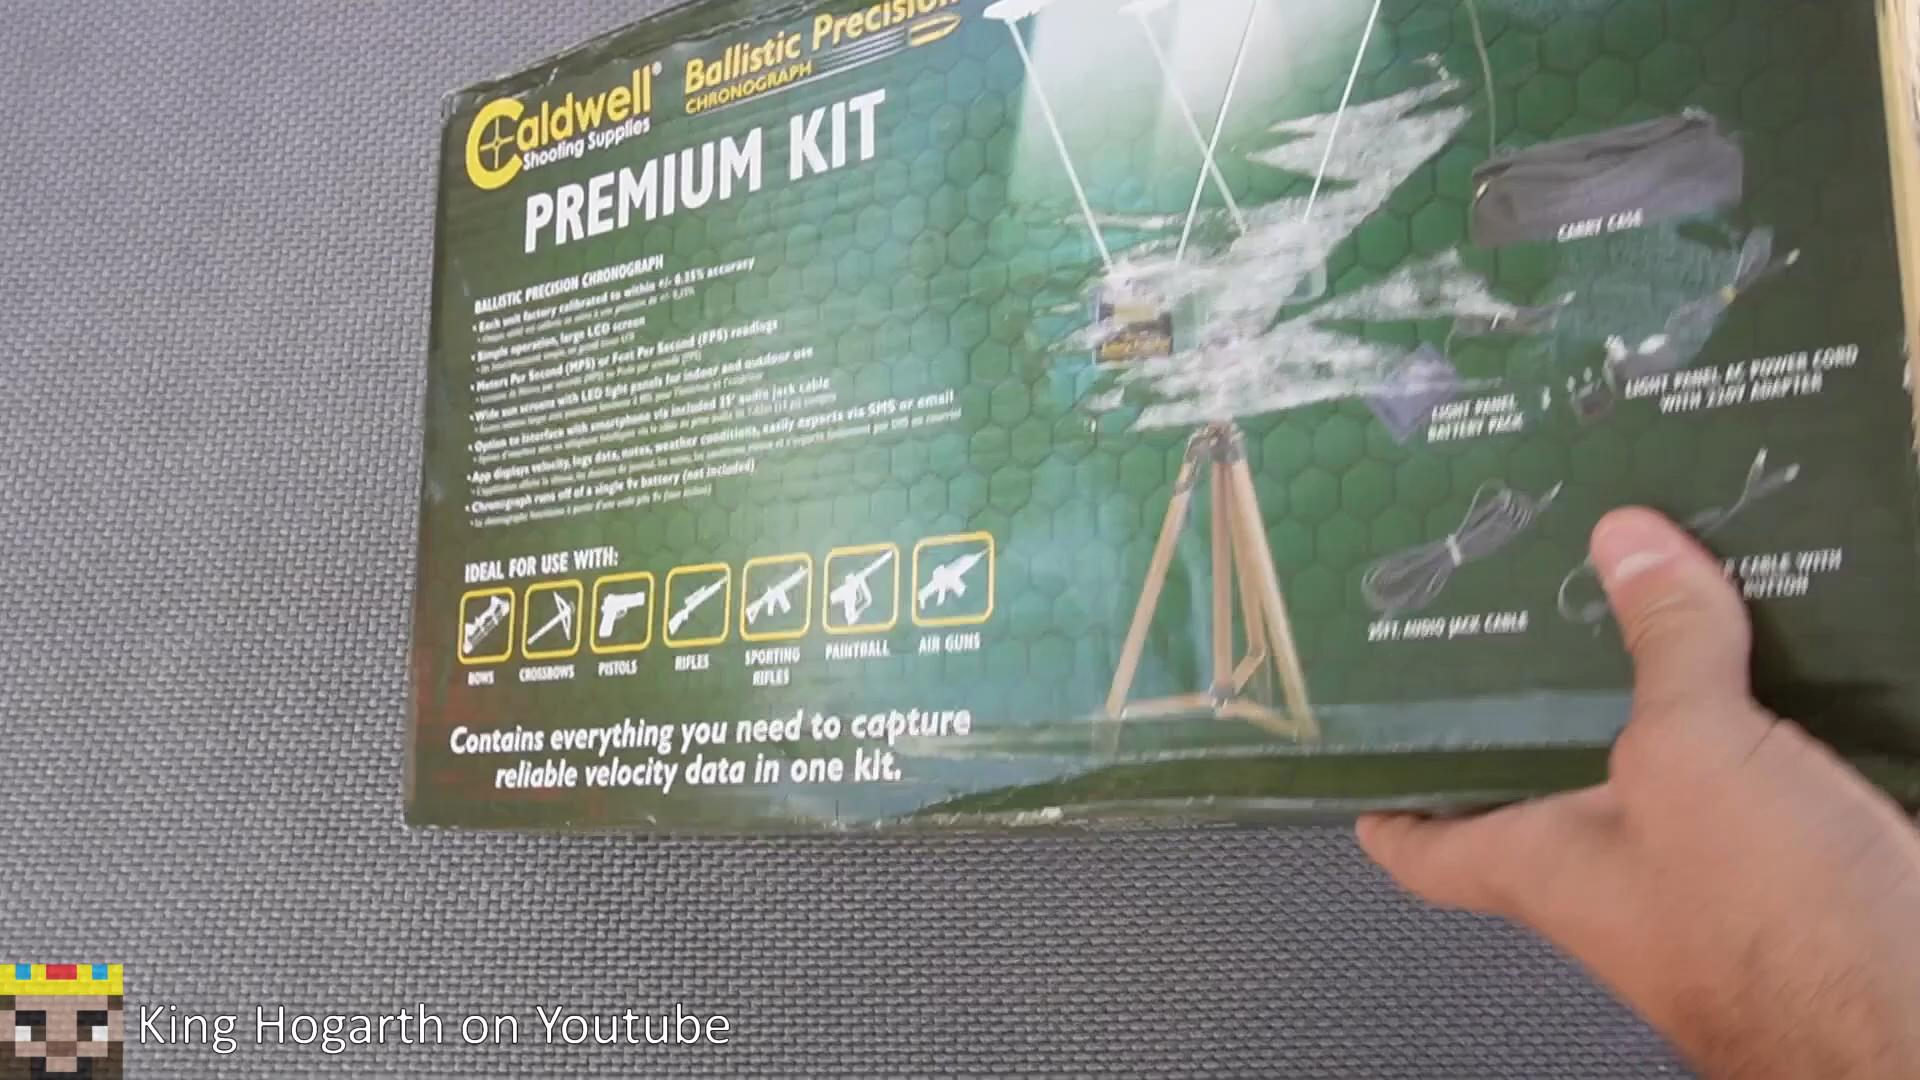 Caldwell®
Shooting Supplies
Ballistic Precision
CHRONOGRAPH
PREMIUM KIT
BALLISTIC PRECISION CHRONOGRAPH
• Each unit factory calibrated to within +/- 0.25% accuracy
• Simple operation, large LCD screen
• Meters Per Second (MPS) or Feet Per Second (FPS) readings
• Wide sun screens with LED light panels for indoor and outdoor use
• Option to interface with smartphone via included 15' audio jack cable
• App displays velocity, logs data, notes, weather conditions, easily exports via SMS or email
• Chronograph runs off of a single 9v battery (not included)
IDEAL FOR USE WITH:
BOWS
CROSSBOWS
PISTOLS
RIFLES
SPORTING
RIFLES
PAINTBALL
AIR GUNS
Contains everything you need to capture
reliable velocity data in one kit.
CARRY CASE
LIGHT PANEL
BATTERY PACK
LIGHT PANEL AC POWER CORD
WITH 220V ADAPTER
AUDIO JACK CABLE
CABLE WITH
BUTTON
King Hogarth on Youtube